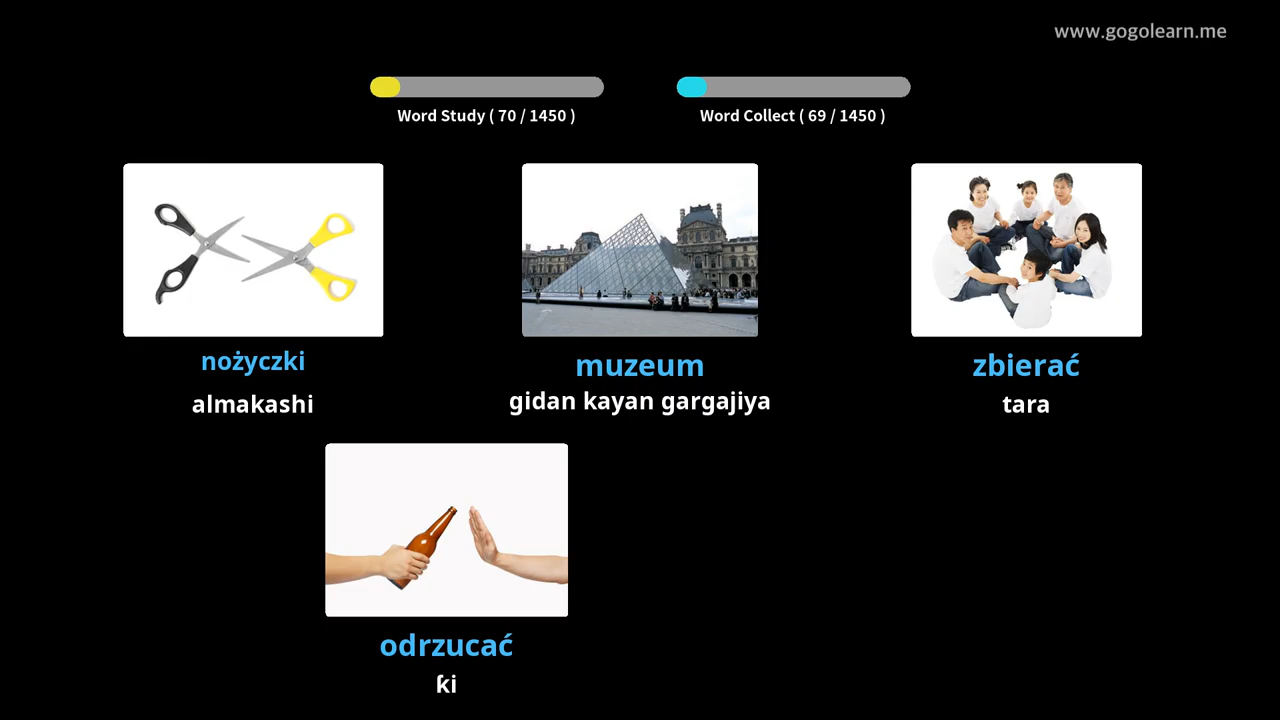 www.gogolearn.me
Word Study ( 70 / 1450 )
Word Collect ( 69 / 1450 )
nożyczki
almakashi
muzeum
gidan kayan gargajiya
zbierać
tara
odrzucać
ƙi